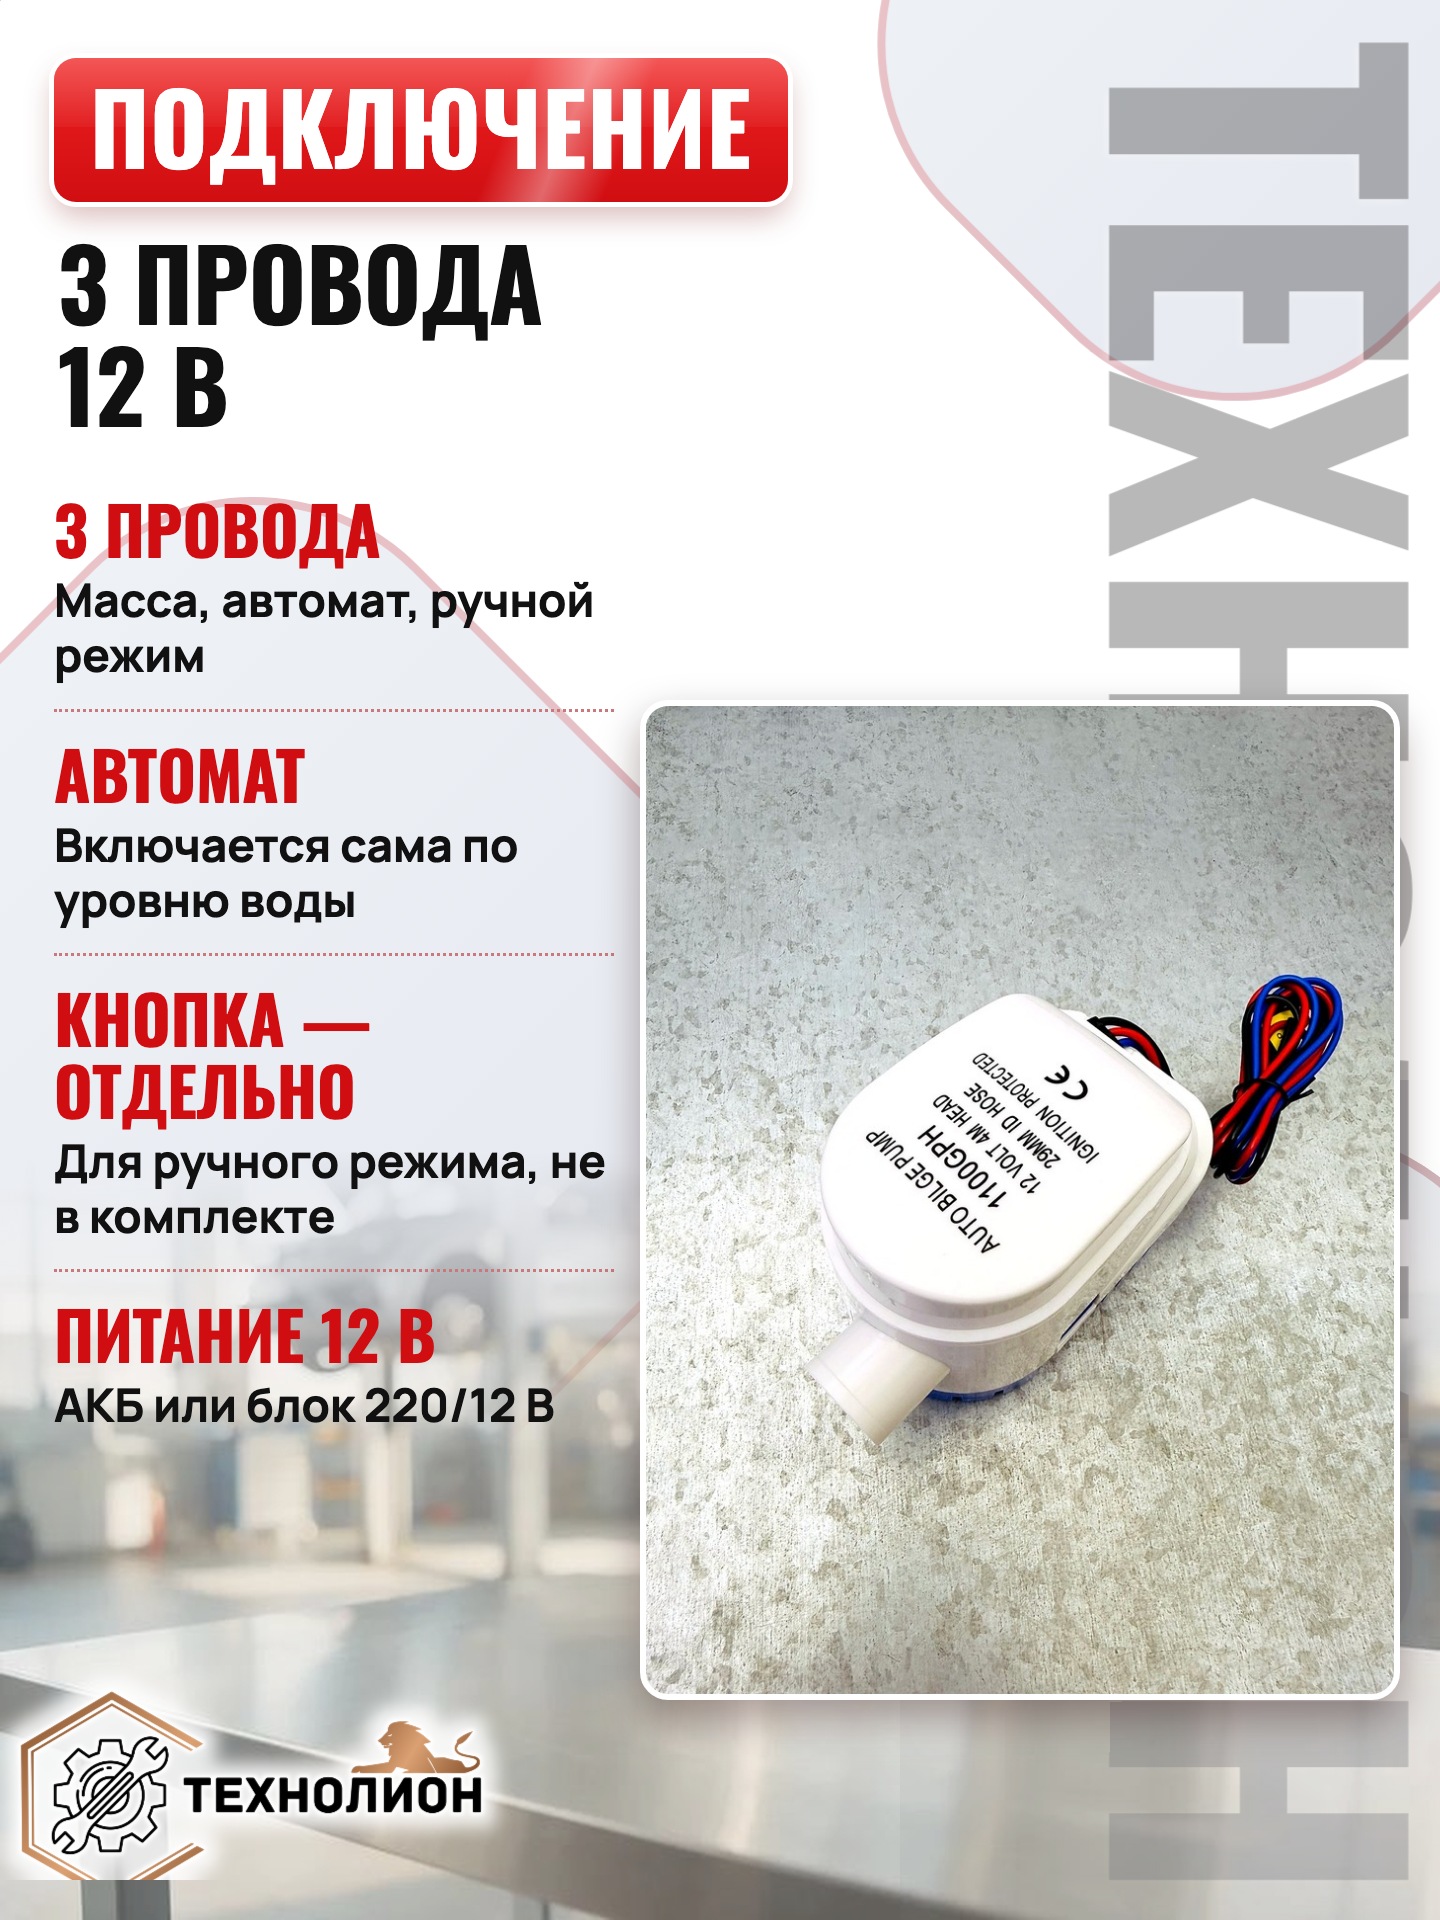 ПОДКЛЮЧЕНИЕ
3 ПРОВОДА
12 В
3 ПРОВОДА
Масса, автомат, ручной
режим
АВТОМАТ
Включается сама по
уровню воды
КНОПКА —
ОТДЕЛЬНО
Для ручного режима, не
в комплекте
ПИТАНИЕ 12 В
АКБ или блок 220/12 В
AUTO BILGE PUMP
1100GPH
12 VOLT 4M HEAD
29MM ID HOSE
IGNITION PROTECTED
CE
ТЕХНОЛИОН